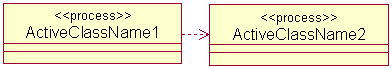 <<process>>
ActiveClassName1
<<process>>
ActiveClassName2